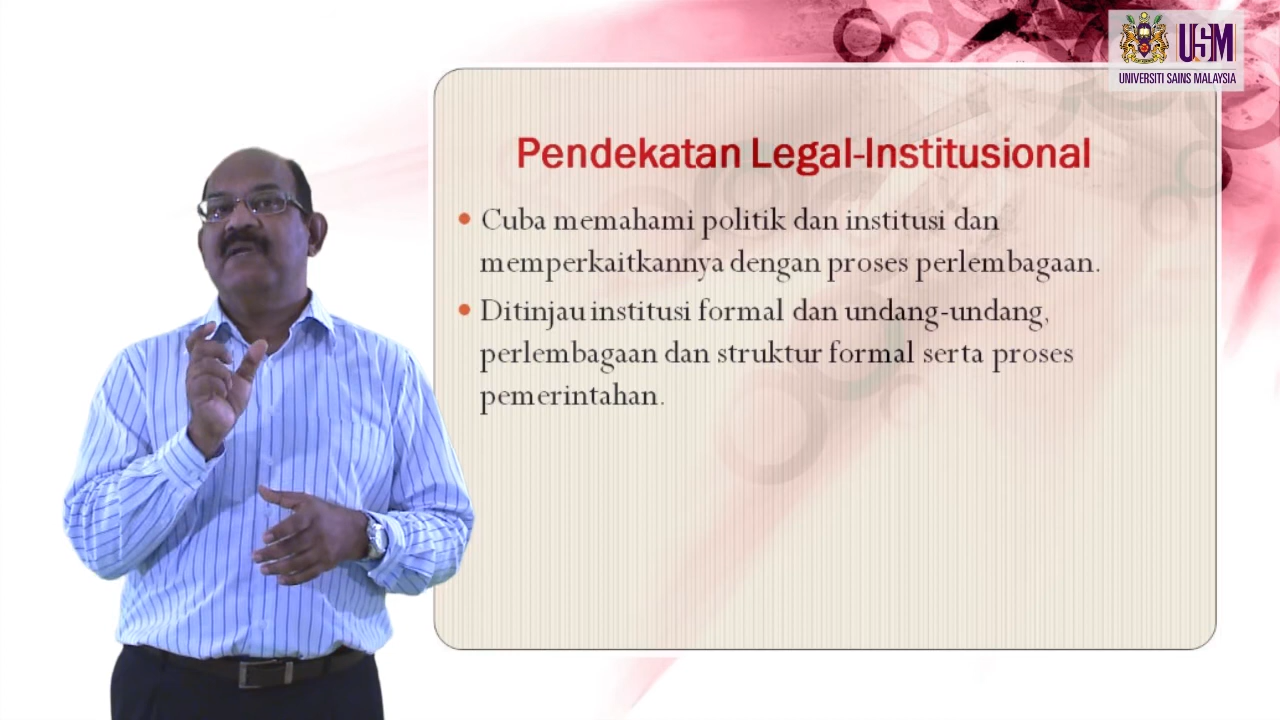 USM
UNIVERSITI SAINS MALAYSIA
Pendekatan Legal-Institusional
• Cuba memahami politik dan institusi dan
memperkaitkannya dengan proses perlembagaan.
• Ditinjau institusi formal dan undang-undang,
perlembagaan dan struktur formal serta proses
pemerintahan.